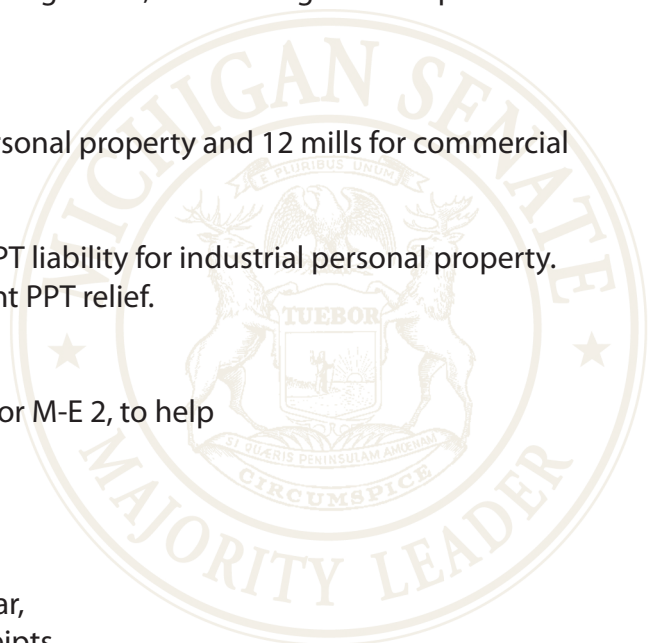 rsonal property and 12 mills for commercial
PT liability for industrial personal property.
nt PPT relief.
or M-E 2, to help
ar,
MICHIGAN SENATE
E PLURIBUS UNUM
TUEBOR
SI QUÆRIS PENINSULAM AMŒNAM
CIRCUMSPICE
MAJORITY LEADER